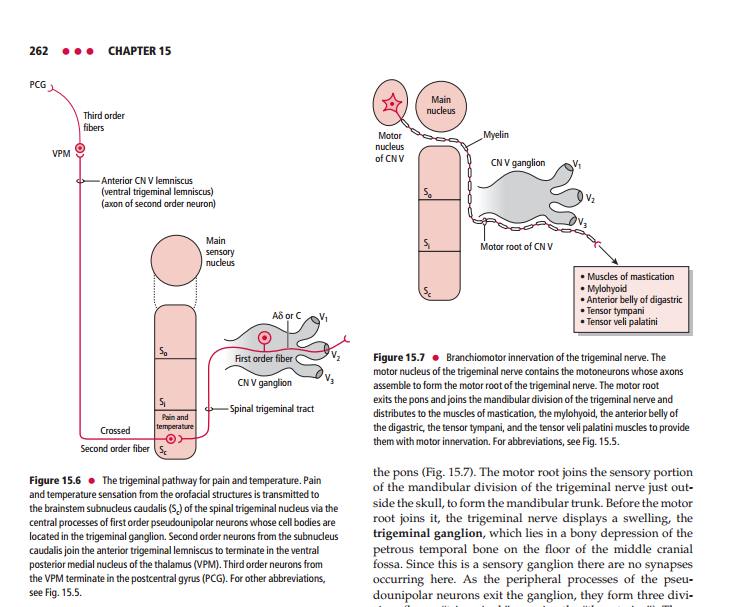 262 ••• CHAPTER 15
PCG
Third order
fibers
VPM
Anterior CN V lemniscus
(ventral trigeminal lemniscus)
(axon of second order neuron)
Main
sensory
nucleus
Aδ or C
V1
So
First order fiber
V2
CN V ganglion
V3
Si
Spinal trigeminal tract
Pain and
temperature
Crossed
Second order fiber
Sc
Figure 15.6 ● The trigeminal pathway for pain and temperature. Pain
and temperature sensation from the orofacial structures is transmitted to
the brainstem subnucleus caudalis (Sc) of the spinal trigeminal nucleus via the
central processes of first order pseudounipolar neurons whose cell bodies are
located in the trigeminal ganglion. Second order neurons from the subnucleus
caudalis join the anterior trigeminal lemniscus to terminate in the ventral
posterior medial nucleus of the thalamus (VPM). Third order neurons from
the VPM terminate in the postcentral gyrus (PCG). For other abbreviations,
see Fig. 15.5.
Main
nucleus
Motor
nucleus
of CN V
Myelin
CN V ganglion
V1
So
V2
V3
Si
Motor root of CN V
Sc
• Muscles of mastication
• Mylohyoid
• Anterior belly of digastric
• Tensor tympani
• Tensor veli palatini
Figure 15.7 ● Branchiomotor innervation of the trigeminal nerve. The
motor nucleus of the trigeminal nerve contains the motoneurons whose axons
assemble to form the motor root of the trigeminal nerve. The motor root
exits the pons and joins the mandibular division of the trigeminal nerve and
distributes to the muscles of mastication, the mylohyoid, the anterior belly of
the digastric, the tensor tympani, and the tensor veli palatini muscles to provide
them with motor innervation. For abbreviations, see Fig. 15.5.
the pons (Fig. 15.7). The motor root joins the sensory portion
of the mandibular division of the trigeminal nerve just out-
side the skull, to form the mandibular trunk. Before the motor
root joins it, the trigeminal nerve displays a swelling, the
trigeminal ganglion, which lies in a bony depression of the
petrous temporal bone on the floor of the middle cranial
fossa. Since this is a sensory ganglion there are no synapses
occurring here. As the peripheral processes of the pseu-
dounipolar neurons exit the ganglion, they form three divi-